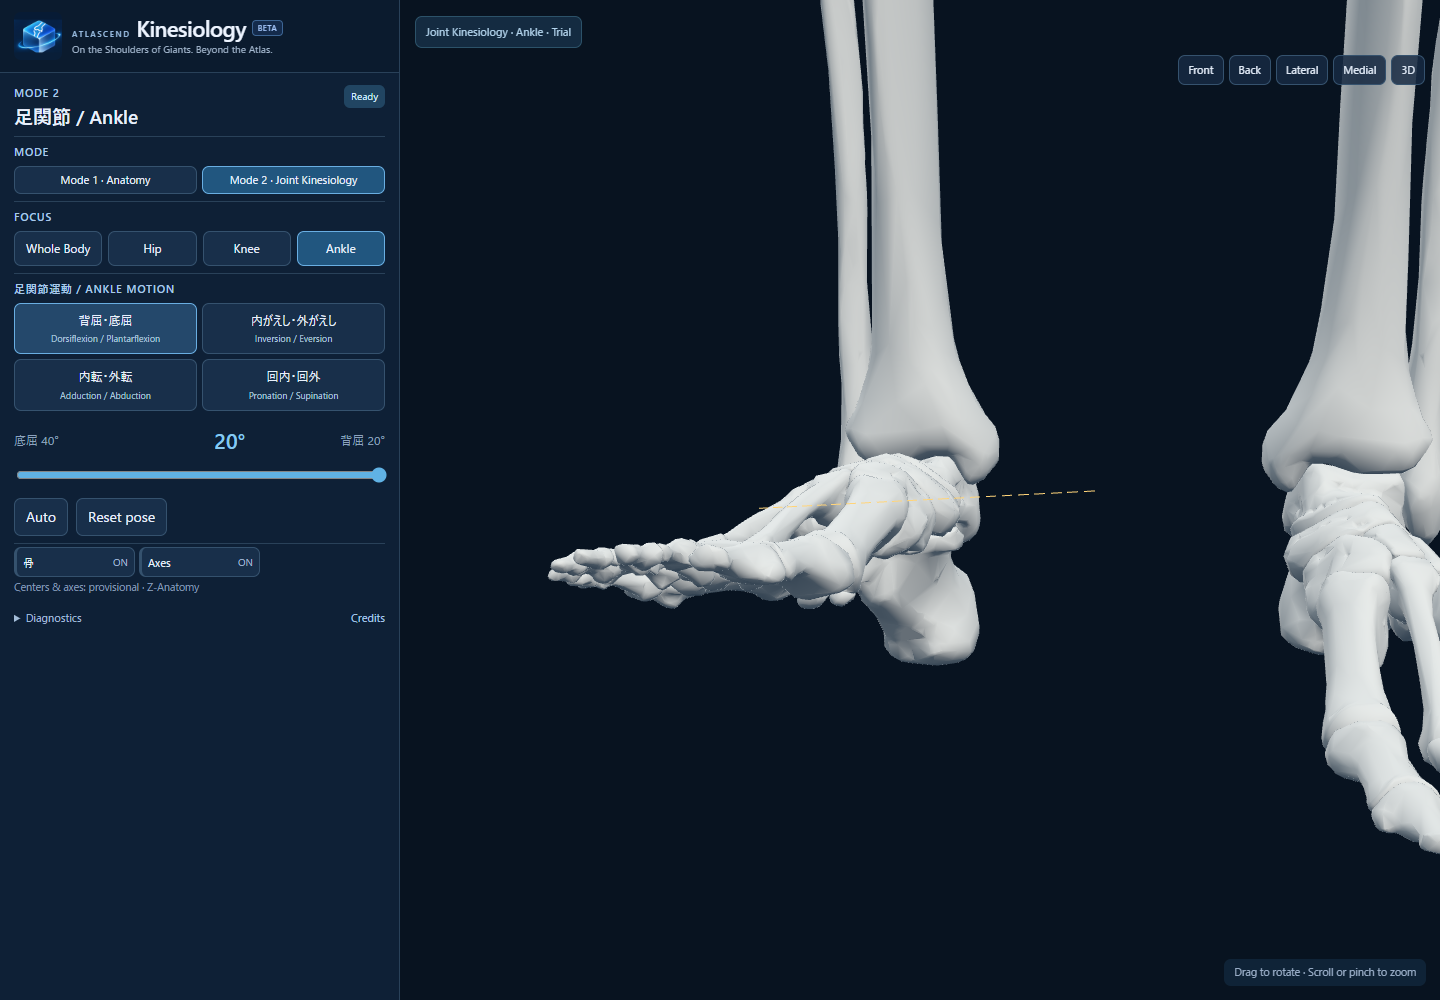 ATLASCEND Kinesiology BETA
On the Shoulders of Giants. Beyond the Atlas.
MODE 2
Ready
足関節 / Ankle
MODE
Mode 1 · Anatomy
Mode 2 · Joint Kinesiology
FOCUS
Whole Body
Hip
Knee
Ankle
足関節運動 / ANKLE MOTION
背屈・底屈
Dorsiflexion / Plantarflexion
内がえし・外がえし
Inversion / Eversion
内転・外転
Adduction / Abduction
回内・回外
Pronation / Supination
底屈 40°
20°
背屈 20°
Auto
Reset pose
骨 ON
Axes ON
Centers & axes: provisional · Z-Anatomy
Diagnostics
Credits
Joint Kinesiology · Ankle · Trial
Front
Back
Lateral
Medial
3D
Drag to rotate · Scroll or pinch to zoom